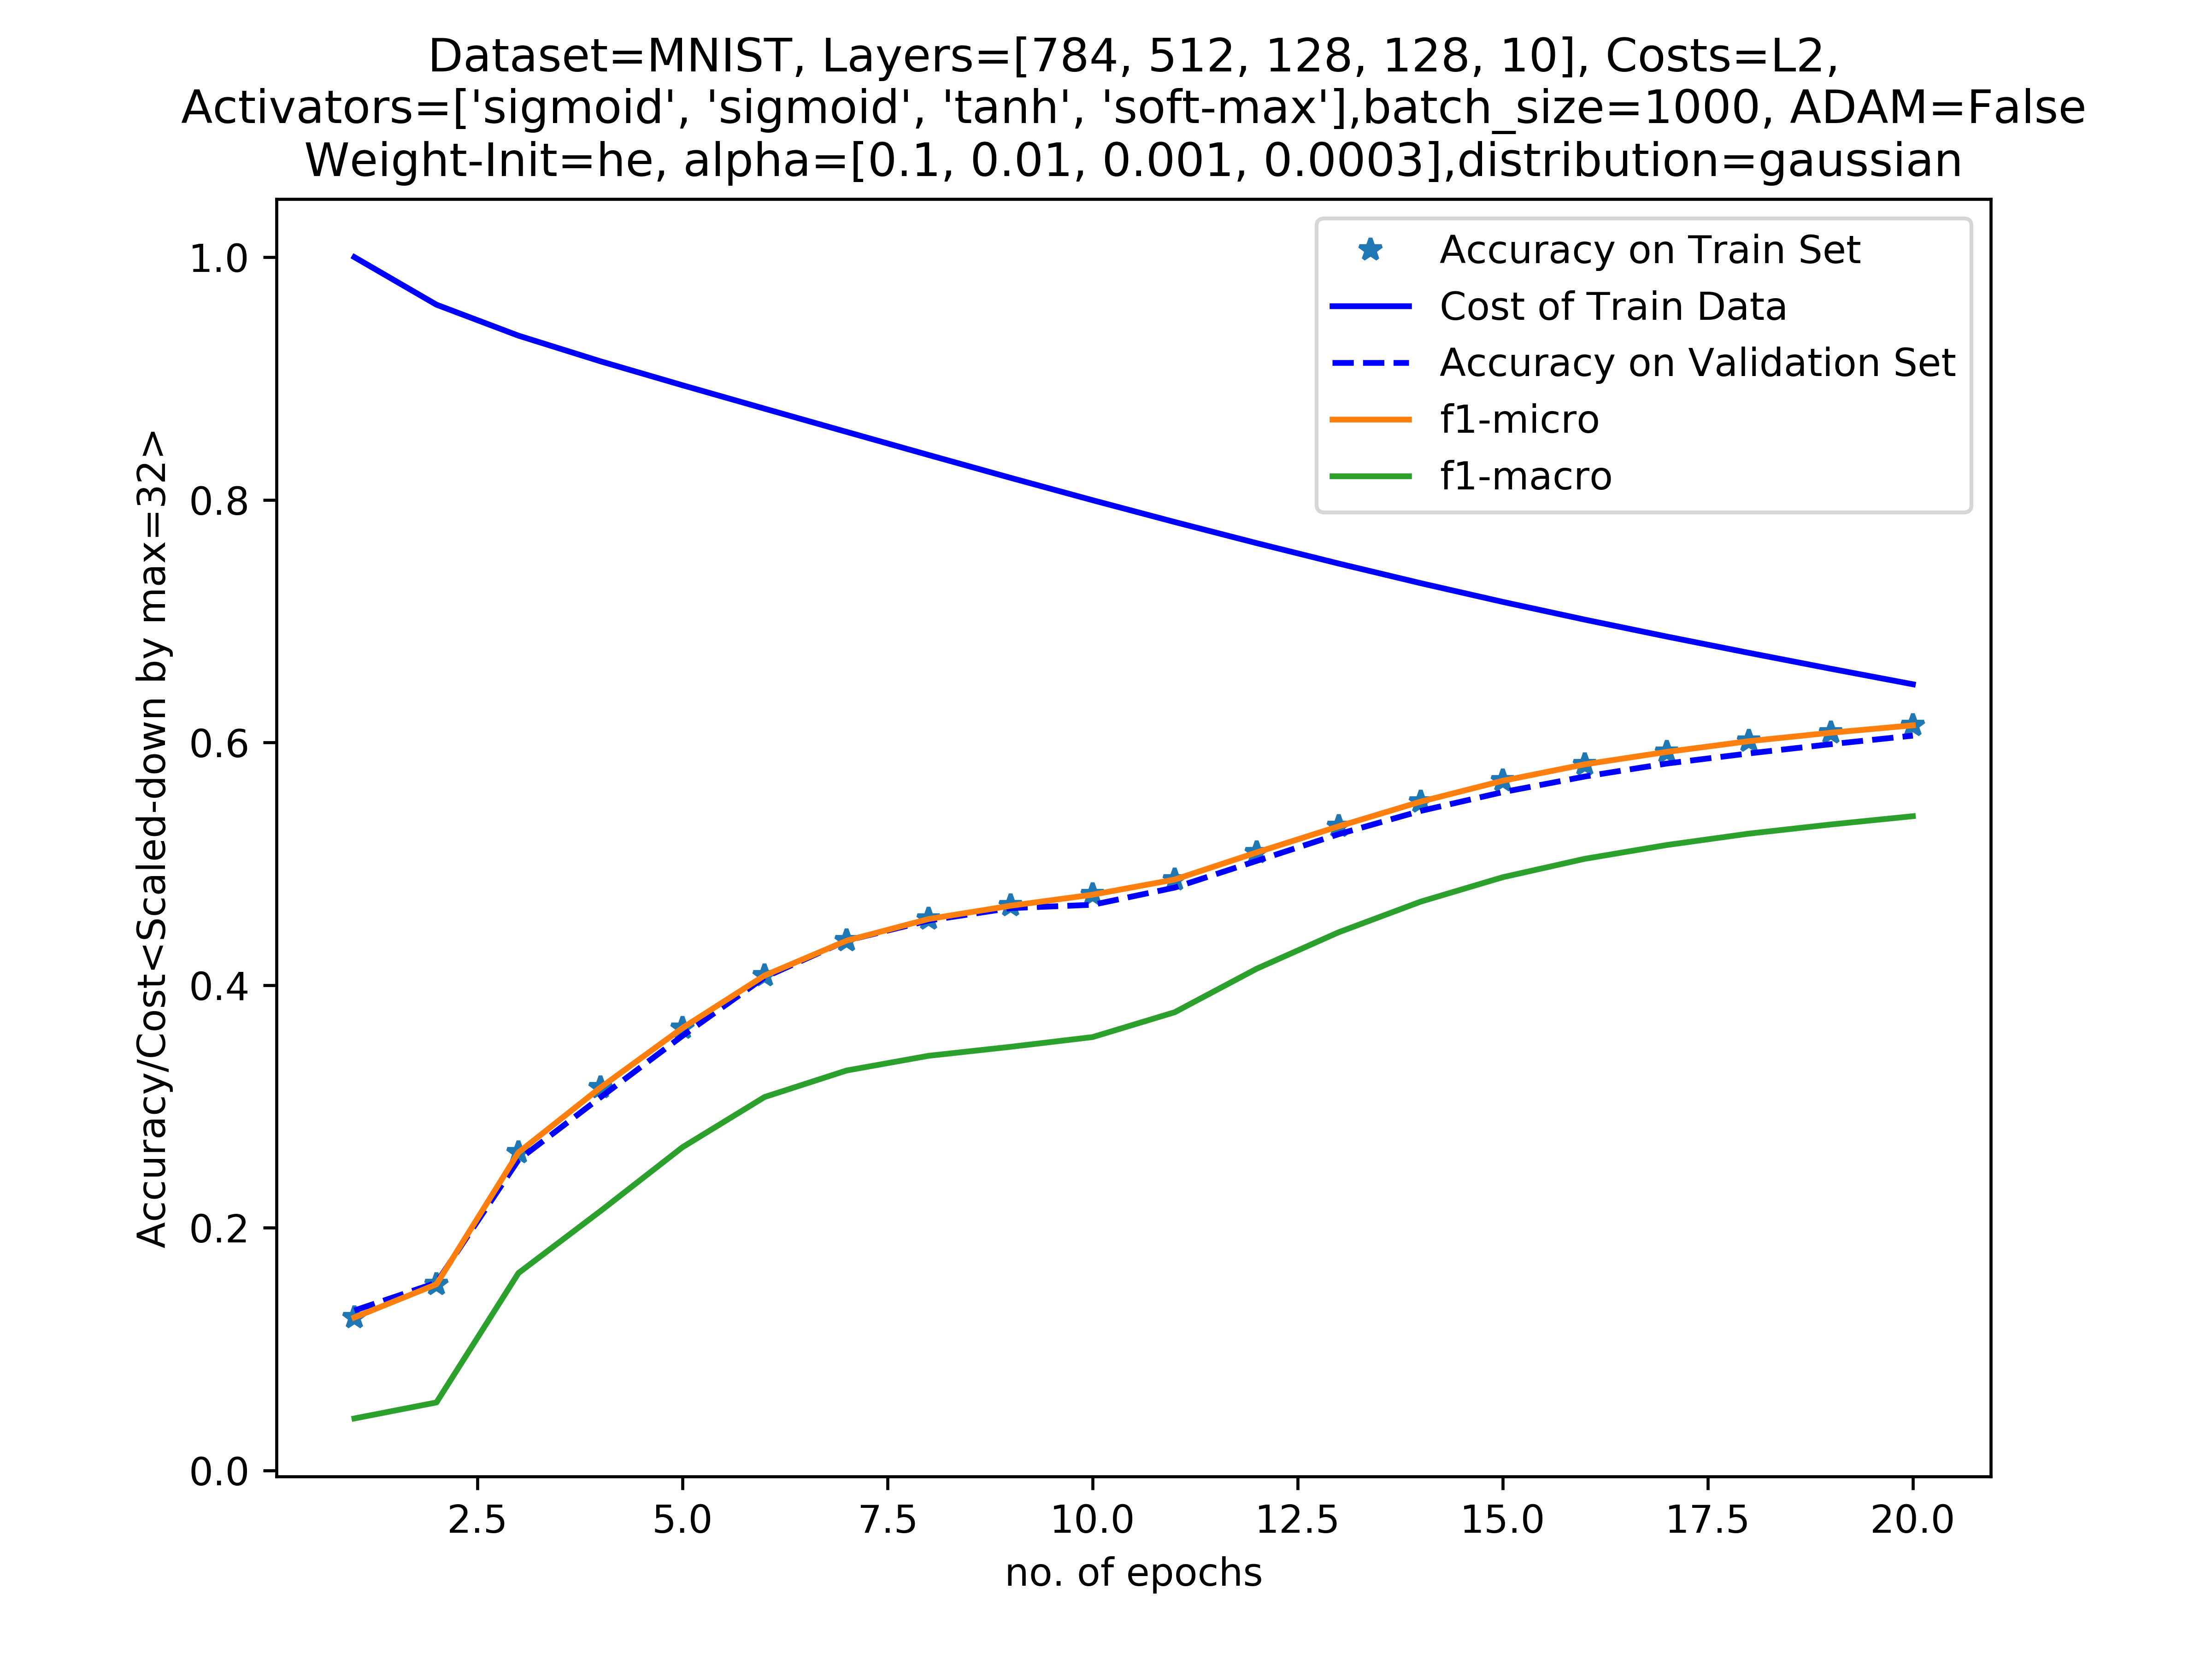 Dataset=MNIST, Layers=[784, 512, 128, 128, 10], Costs=L2,
Activators=['sigmoid', 'sigmoid', 'tanh', 'soft-max'],batch_size=1000, ADAM=False
Weight-Init=he, alpha=[0.1, 0.01, 0.001, 0.0003],distribution=gaussian
Accuracy on Train Set
Cost of Train Data
Accuracy on Validation Set
f1-micro
f1-macro
Accuracy/Cost<Scaled-down by max=32>
1.0
0.8
0.6
0.4
0.2
0.0
2.5 5.0 7.5 10.0 12.5 15.0 17.5 20.0
no. of epochs